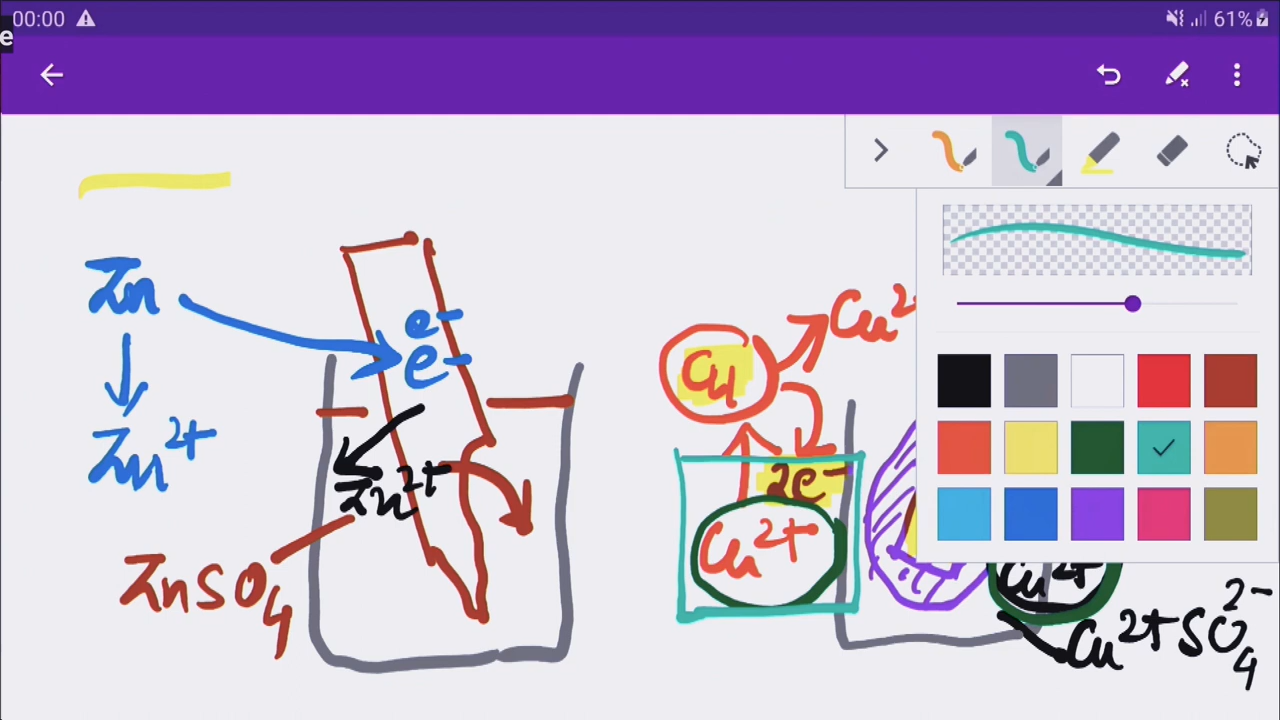 00:00
61%
e
Zn
e-
e-
Cu2
Cu
Zn2+
Zn2+
2e-
Cu2+
ZnSO4
Cu2+
Cu2+SO42-